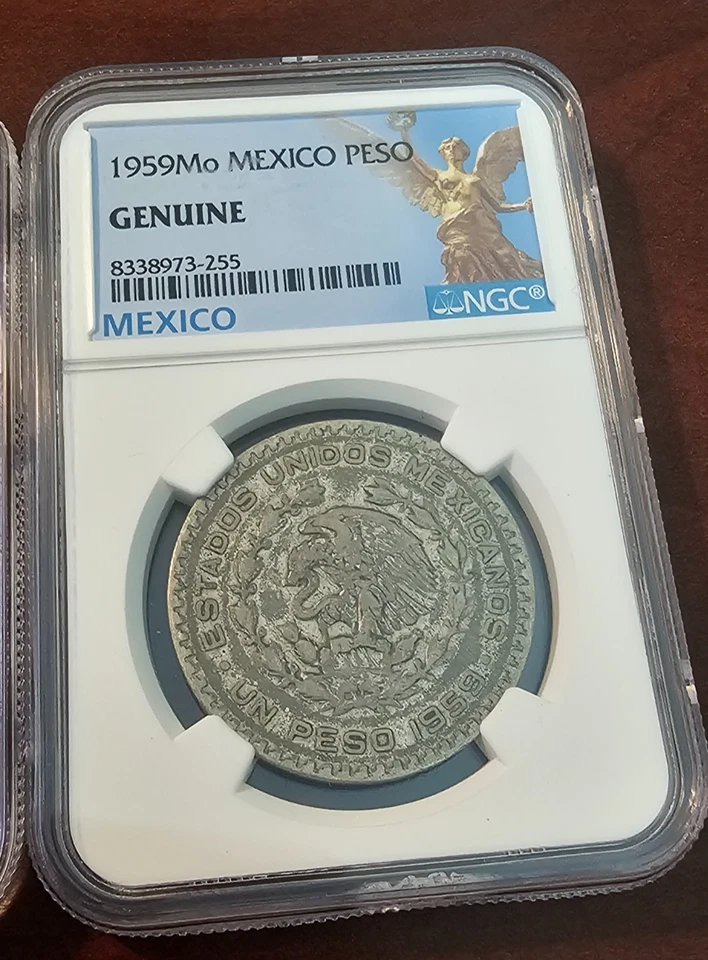 1959Mo MEXICO PESO
GENUINE
8338973-255
MEXICO
NGC®
ESTADOS UNIDOS MEXICANOS
· UN PESO 1959 ·